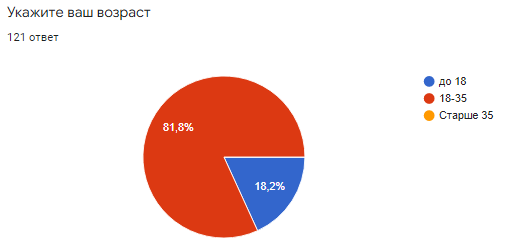 Укажите ваш возраст
121 ответ
до 18
18-35
Старше 35
81,8%
18,2%